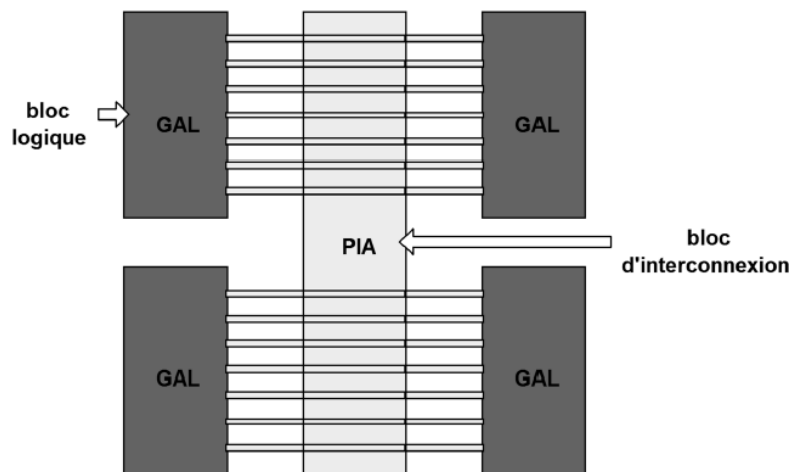 bloc
logique
GAL
GAL
PIA
bloc
d'interconnexion
GAL
GAL